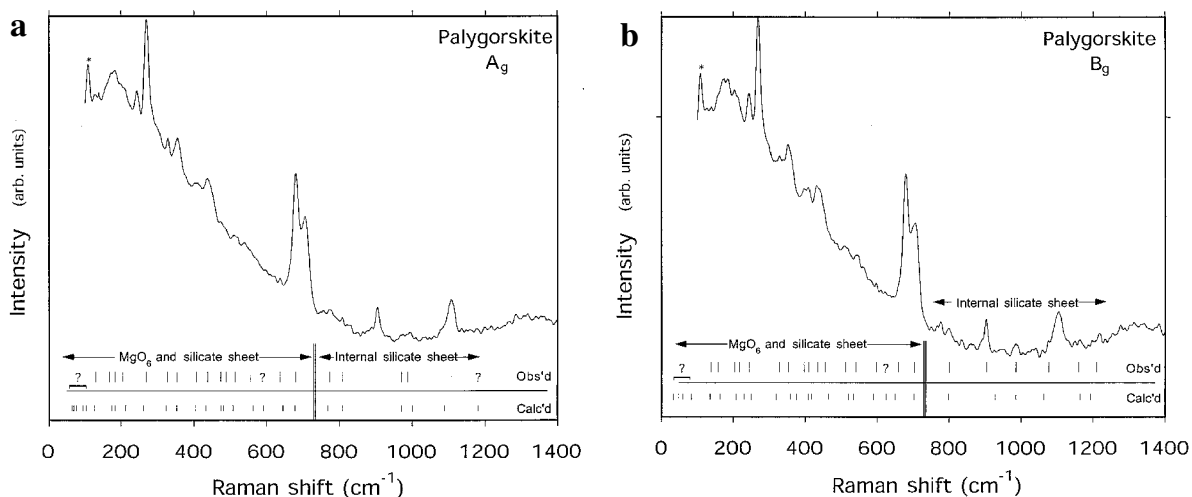 a
Palygorskite
Ag
*
Intensity (arb. units)
MgO6 and silicate sheet
Internal silicate sheet
?
?
?
Obs'd
Calc'd
0 200 400 600 800 1000 1200 1400
Raman shift (cm-1)
b
Palygorskite
Bg
*
Intensity (arb. units)
Internal silicate sheet
MgO6 and silicate sheet
?
?
Obs'd
Calc'd
0 200 400 600 800 1000 1200 1400
Raman shift (cm-1)